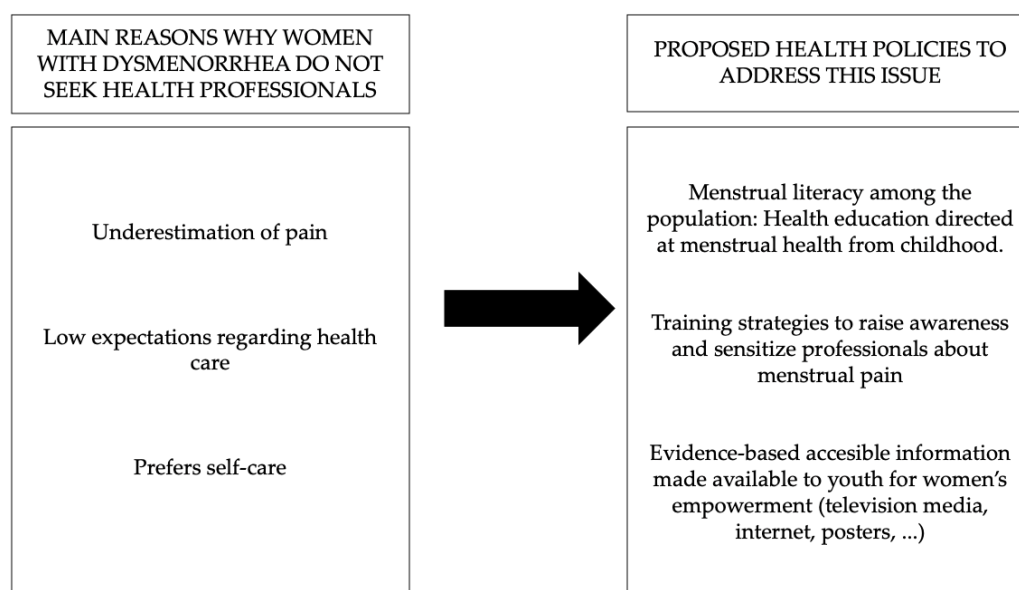 MAIN REASONS WHY WOMEN
WITH DYSMENORRHEA DO NOT
SEEK HEALTH PROFESSIONALS
Underestimation of pain
Low expectations regarding health
care
Prefers self-care
PROPOSED HEALTH POLICIES TO
ADDRESS THIS ISSUE
Menstrual literacy among the
population: Health education directed
at menstrual health from childhood.
Training strategies to raise awareness
and sensitize professionals about
menstrual pain
Evidence-based accesible information
made available to youth for women’s
empowerment (television media,
internet, posters, ...)